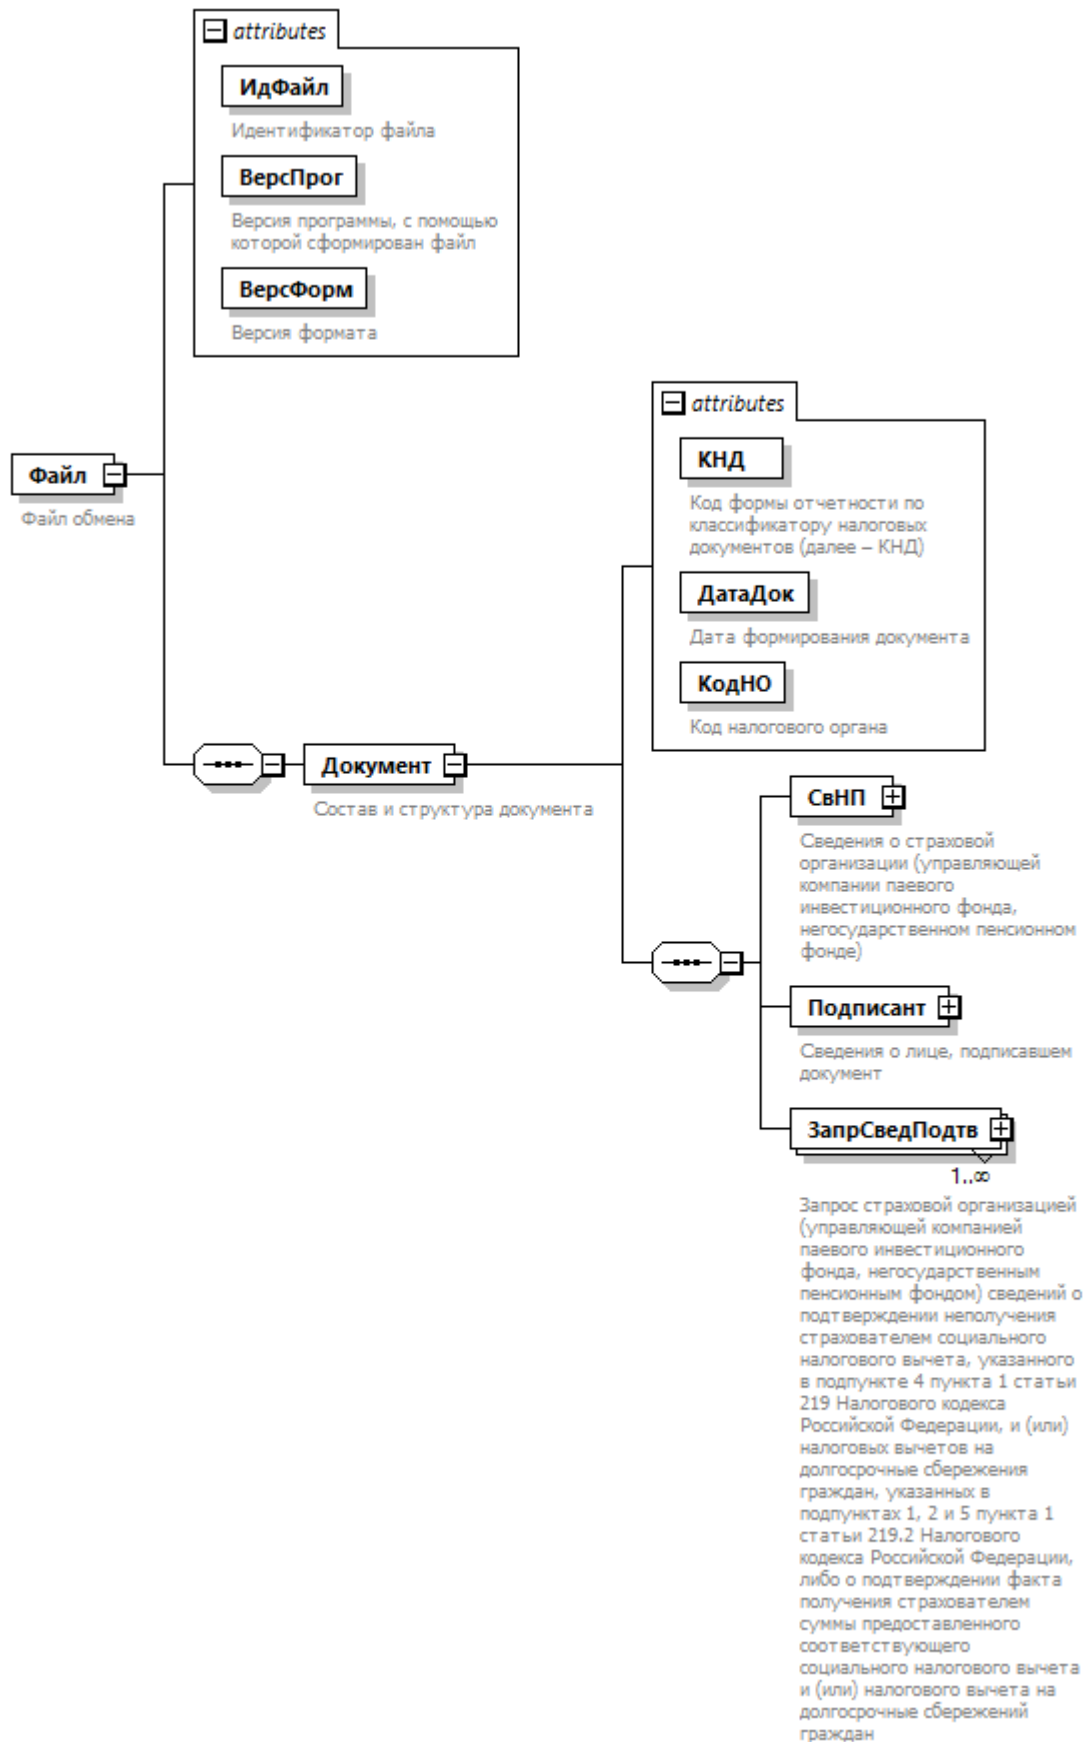 attributes
ИдФайл
Идентификатор файла
ВерсПрог
Версия программы, с помощью
которой сформирован файл
ВерсФорм
Версия формата
Файл
Файл обмена
attributes
КНД
Код формы отчетности по
классификатору налоговых
документов (далее – КНД)
ДатаДок
Дата формирования документа
КодНО
Код налогового органа
Документ
Состав и структура документа
СвНП
Сведения о страховой
организации (управляющей
компании паевого
инвестиционного фонда,
негосударственном пенсионном
фонде)
Подписант
Сведения о лице, подписавшем
документ
ЗапрСведПодтв
1..∞
Запрос страховой организацией
(управляющей компанией
паевого инвестиционного
фонда, негосударственным
пенсионным фондом) сведений о
подтверждении неполучения
страхователем социального
налогового вычета, указанного
в подпункте 4 пункта 1 статьи
219 Налогового кодекса
Российской Федерации, и (или)
налоговых вычетов на
долгосрочные сбережения
граждан, указанных в
подпунктах 1, 2 и 5 пункта 1
статьи 219.2 Налогового
кодекса Российской Федерации,
либо о подтверждении факта
получения страхователем
суммы предоставленного
соответствующего
социального налогового вычета
и (или) налогового вычета на
долгосрочные сбережений
граждан